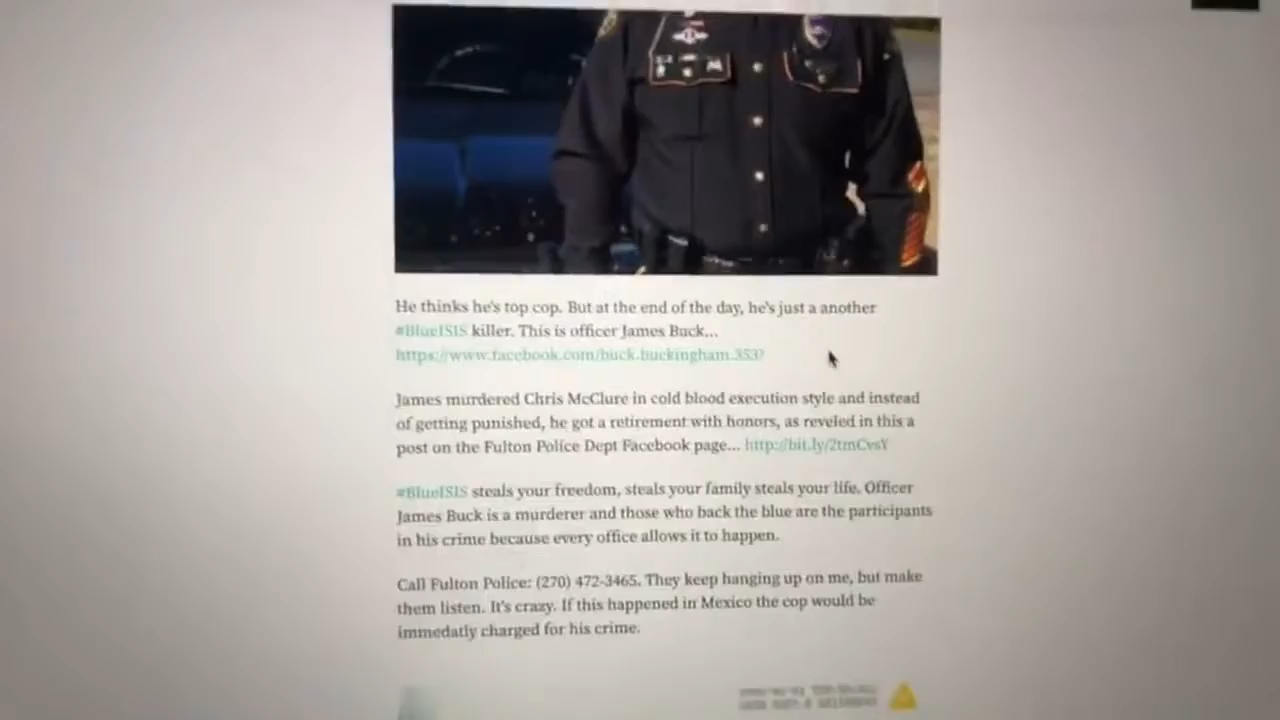 He thinks he's top cop. But at the end of the day, he's just a another
#BlueISIS killer. This is officer James Buck...
https://www.facebook.com/buck.buckingham.353?
James murdered Chris McClure in cold blood execution style and instead
of getting punished, he got a retirement with honors, as reveled in this a
post on the Fulton Police Dept Facebook page... http://bit.ly/2tmCvsY
#BlueISIS steals your freedom, steals your family steals your life. Officer
James Buck is a murderer and those who back the blue are the participants
in his crime because every office allows it to happen.
Call Fulton Police: (270) 472-3465. They keep hanging up on me, but make
them listen. It's crazy. If this happened in Mexico the cop would be
immedatly charged for his crime.